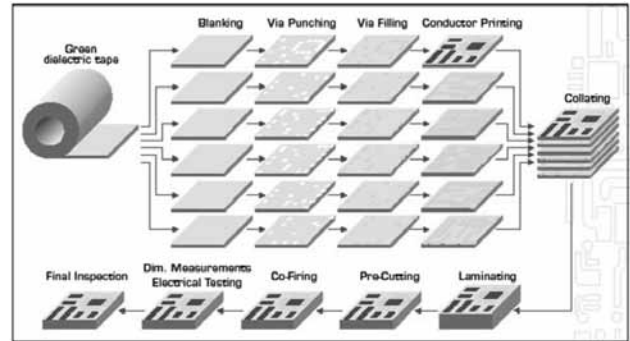 Green
dielectric tape
Blanking
Via Punching
Via Filling
Conductor Printing
Collating
Final Inspection
Dim. Measurements
Electrical Testing
Co-Firing
Pre-Cutting
Laminating